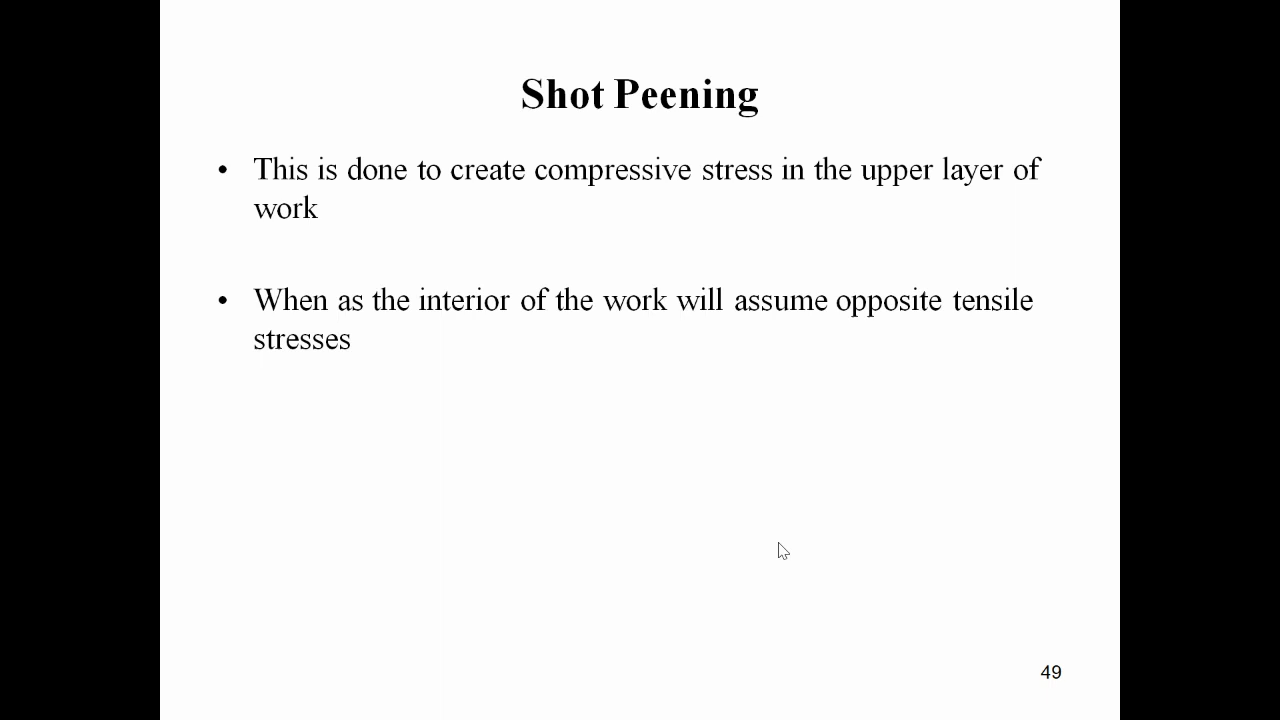 Shot Peening
• This is done to create compressive stress in the upper layer of
work
• When as the interior of the work will assume opposite tensile
stresses
49